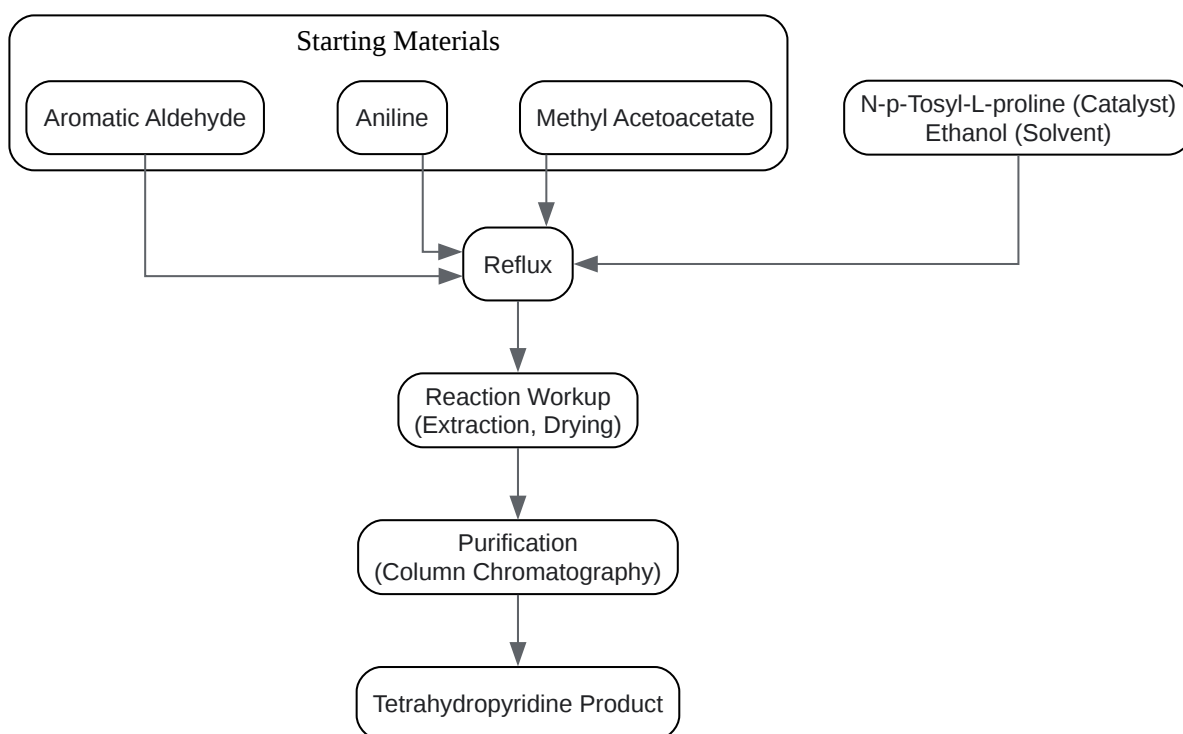 Starting Materials
Aromatic Aldehyde
Aniline
Methyl Acetoacetate
N-p-Tosyl-L-proline (Catalyst)
Ethanol (Solvent)
Reflux
Reaction Workup
(Extraction, Drying)
Purification
(Column Chromatography)
Tetrahydropyridine Product